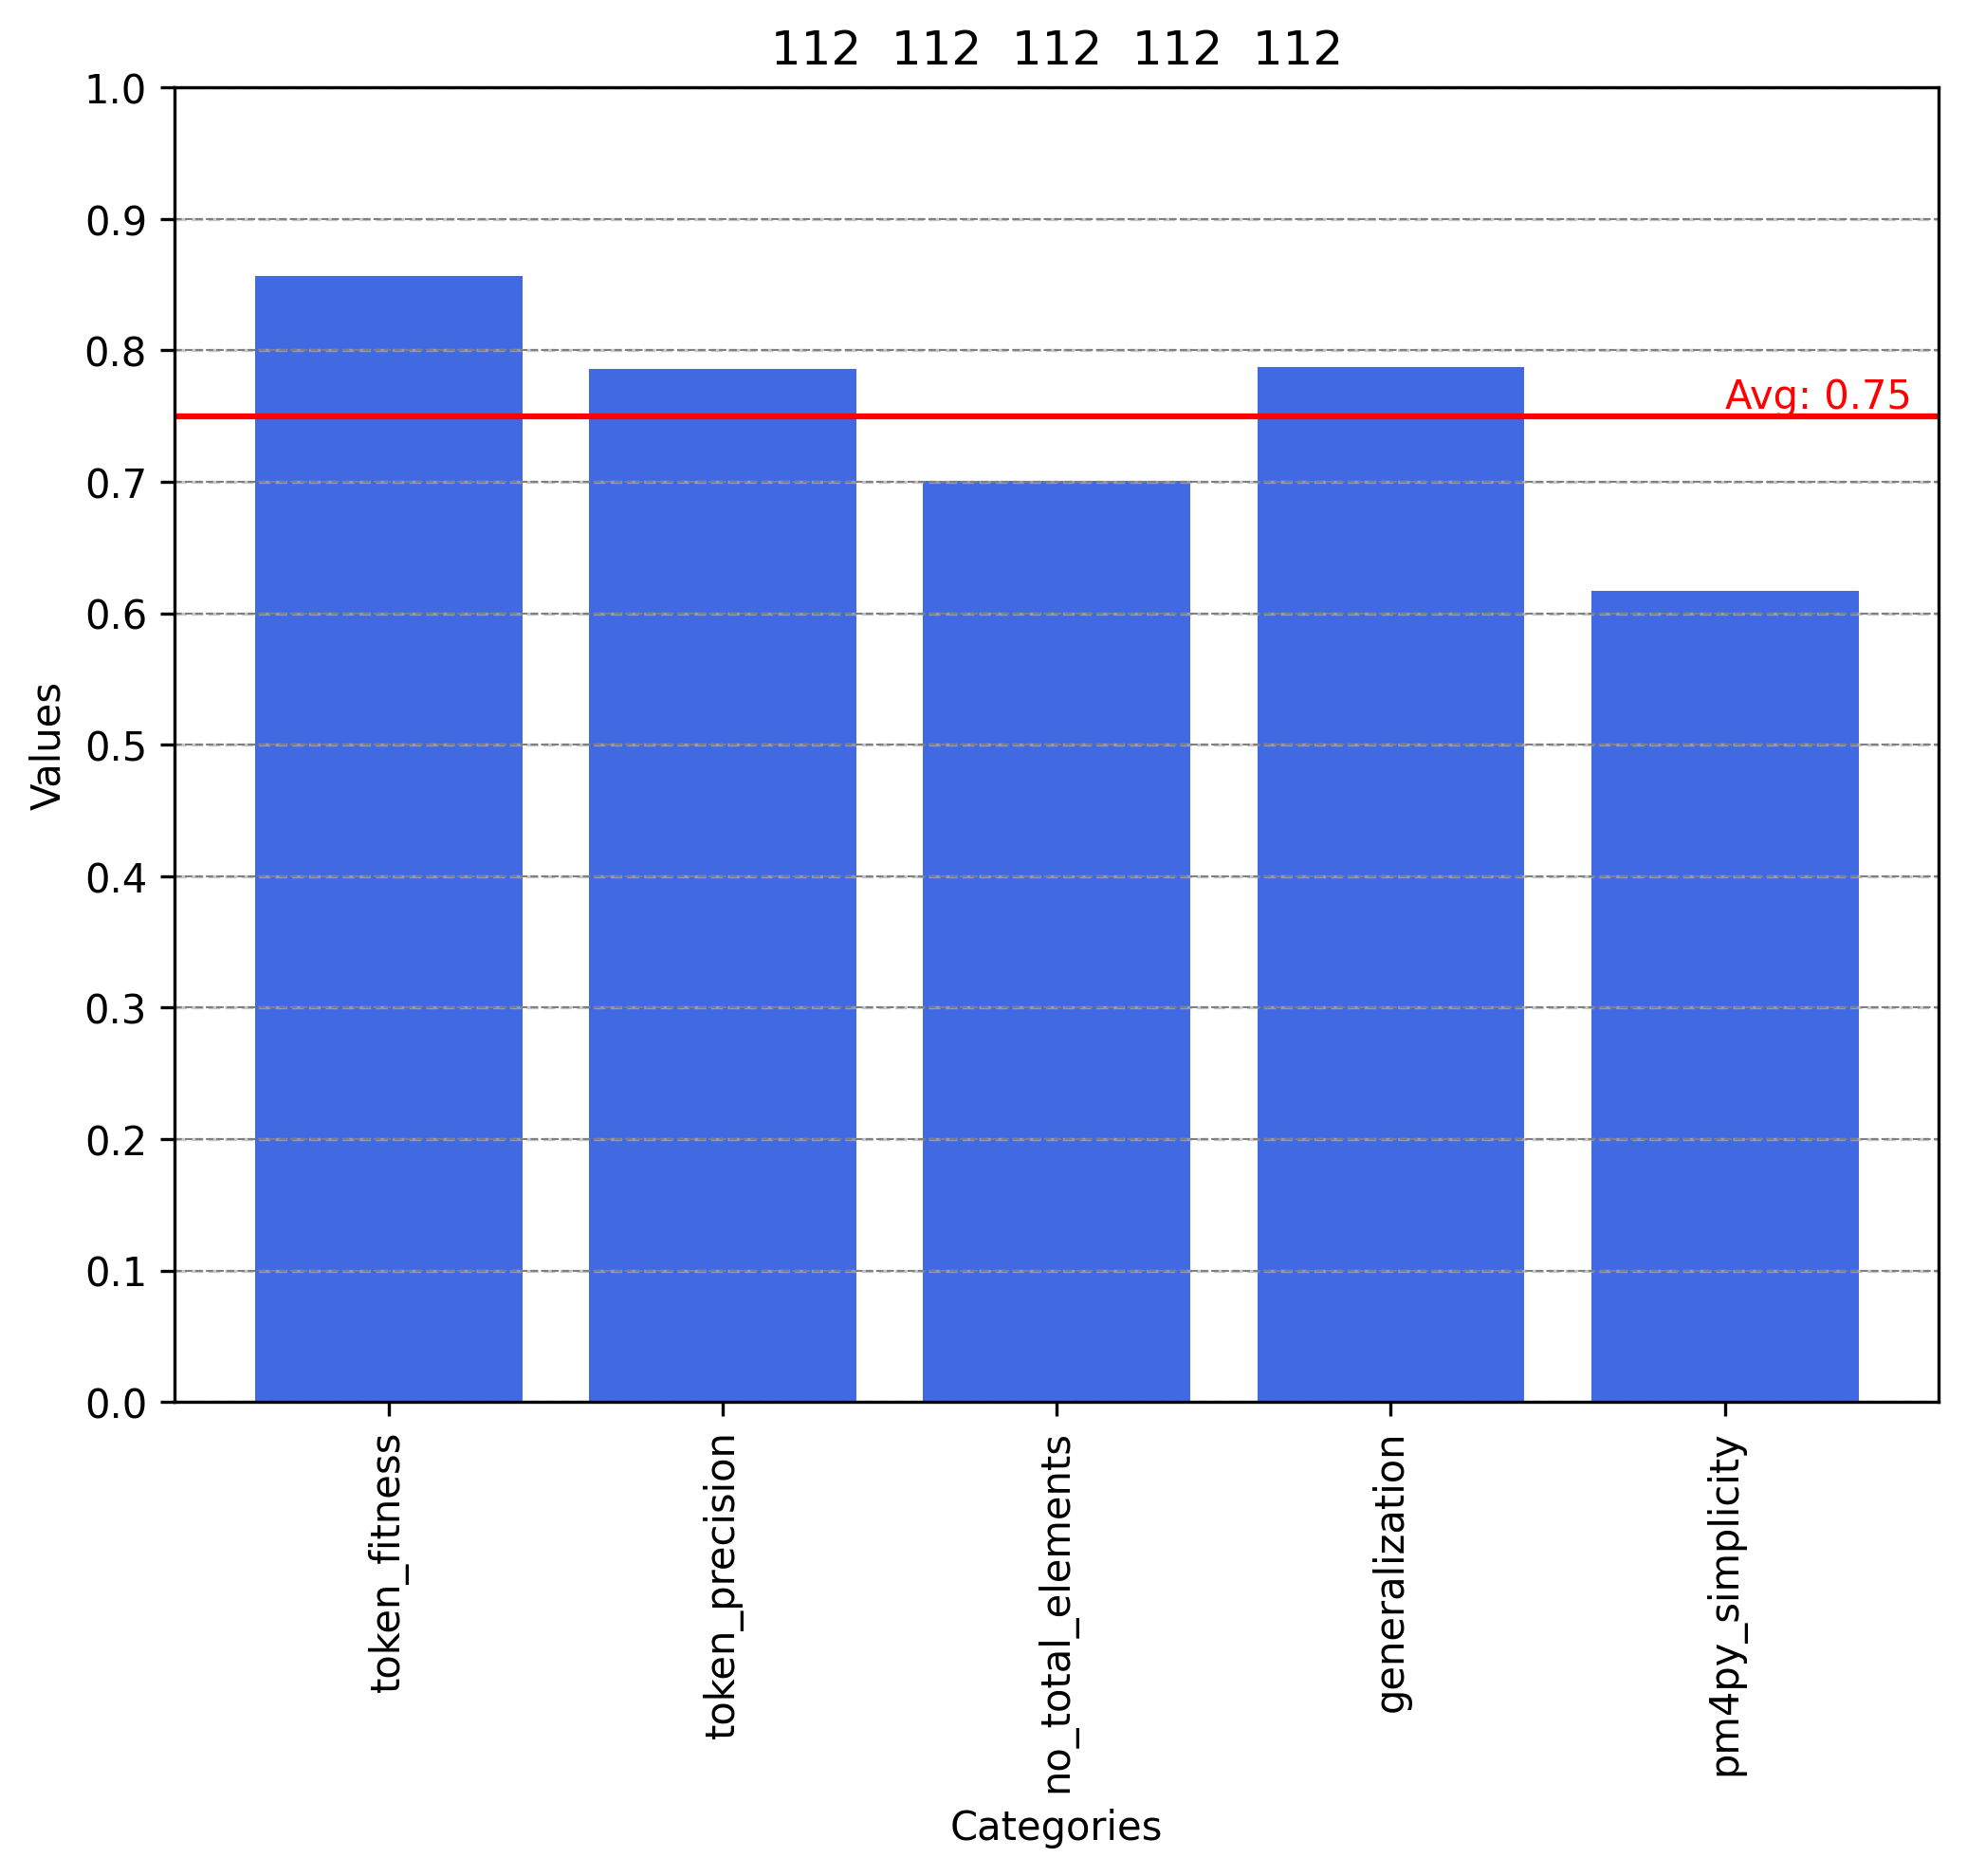 112 112 112 112 112
1.0
0.9
0.8
Avg: 0.75
0.7
0.6
0.5
0.4
0.3
0.2
0.1
0.0
Values
token_fitness
token_precision
no_total_elements
generalization
pm4py_simplicity
Categories